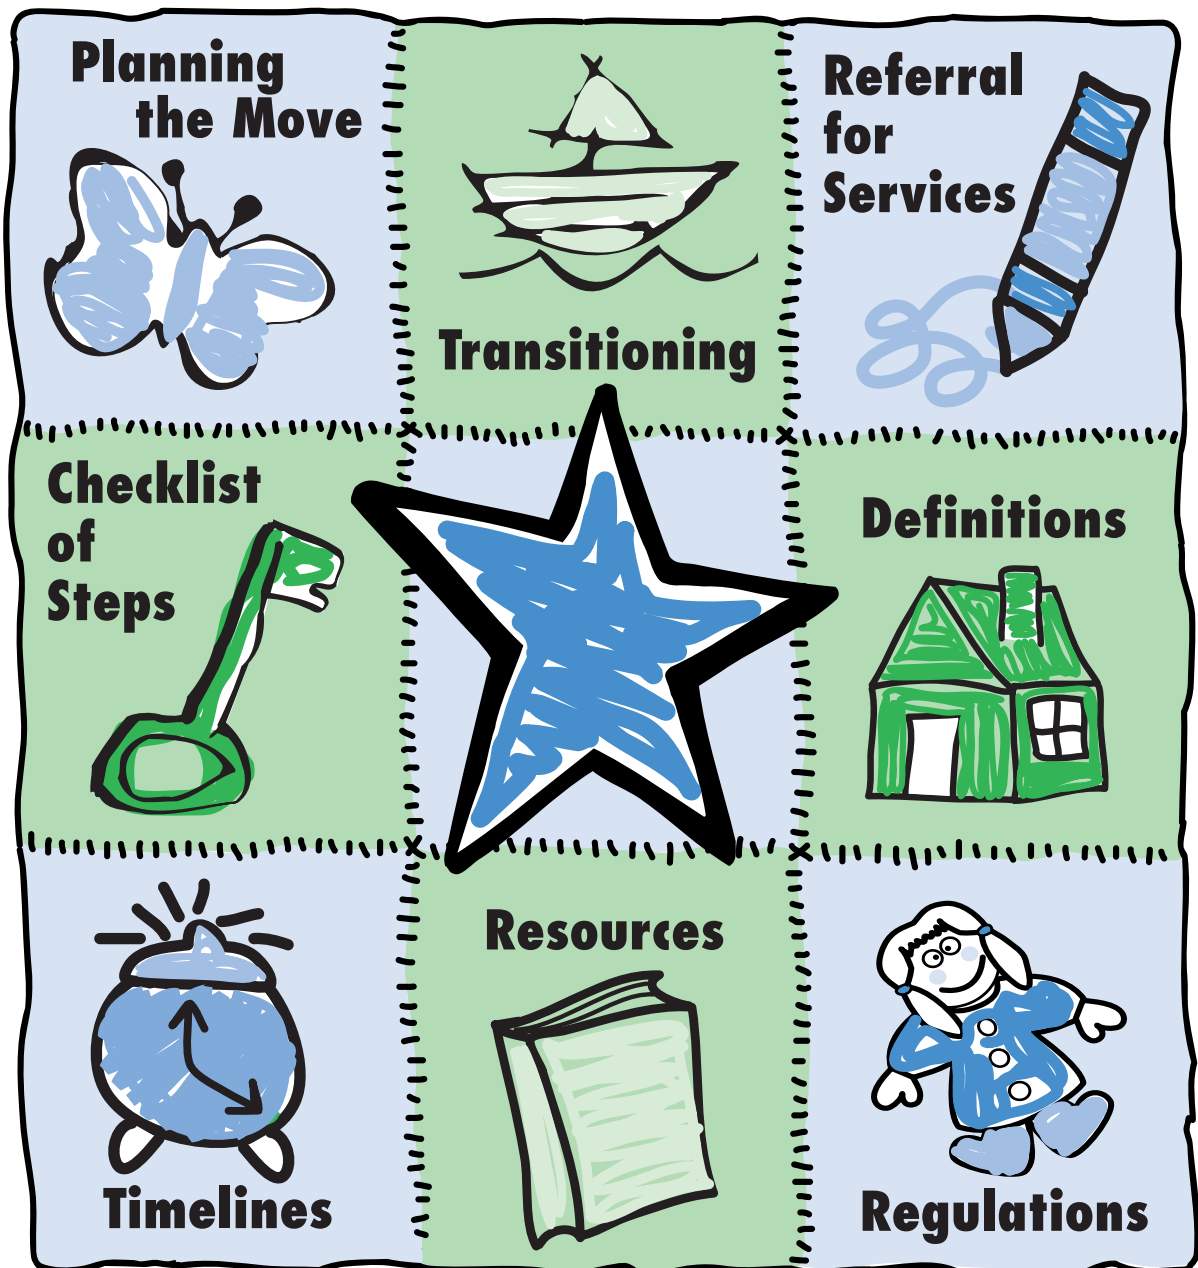 Planning
the Move
Transitioning
Referral
for
Services
Checklist
of
Steps
Definitions
Timelines
Resources
Regulations